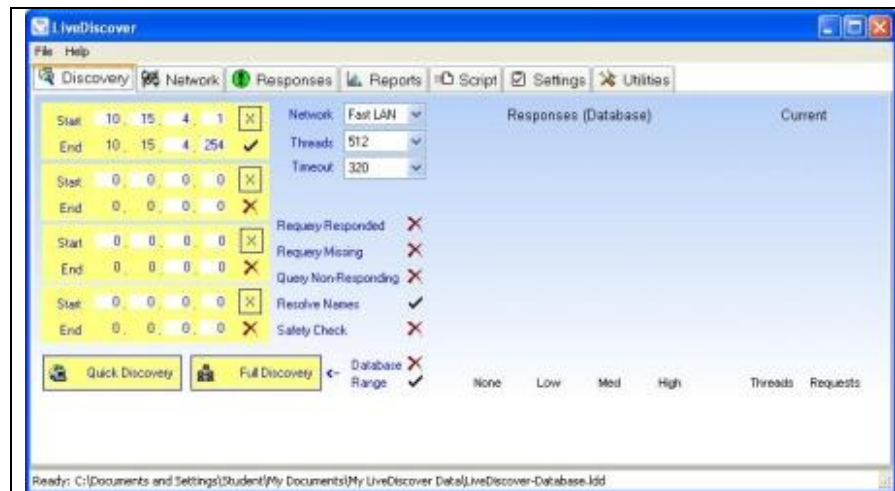 LiveDiscover
File Help
Discovery Network Responses Reports Script Settings Utilities
Start 10 . 15 . 4 . 1
End 10 . 15 . 4 . 254
Start 0 . 0 . 0 . 0
End 0 . 0 . 0 . 0
Start 0 . 0 . 0 . 0
End 0 . 0 . 0 . 0
Start 0 . 0 . 0 . 0
End 0 . 0 . 0 . 0
Quick Discovery Full Discovery <-
Network Fast LAN
Threads 512
Timeout 320
Requery Responded
Requery Missing
Query Non-Responding
Resolve Names
Safety Check
Database
Range
Responses (Database) Current
None Low Med High Threads Requests
Ready: C:\Documents and Settings\Student\My Documents\My LiveDiscover Data\LiveDiscover-Database.ldd